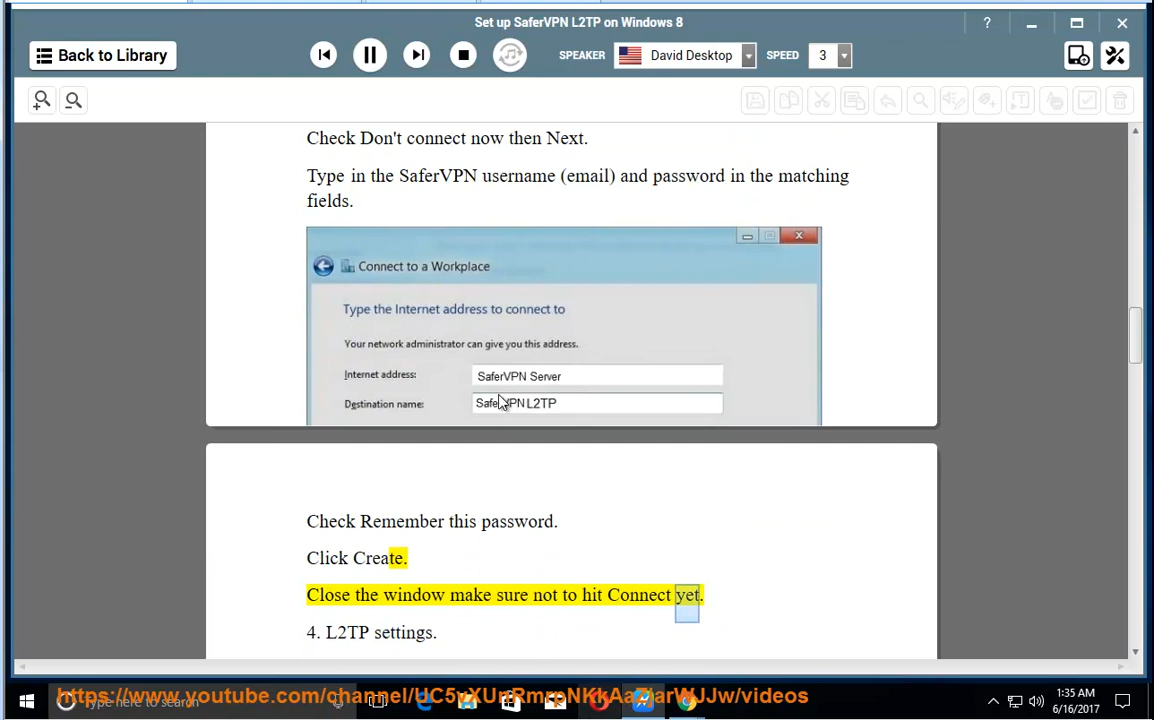 Set up SaferVPN L2TP on Windows 8
?
Back to Library
SPEAKER David Desktop SPEED 3
Check Don't connect now then Next.
Type in the SaferVPN username (email) and password in the matching
fields.
Connect to a Workplace
Type the Internet address to connect to
Your network administrator can give you this address.
Internet address: SaferVPN Server
Destination name: SaferVPN L2TP
Check Remember this password.
Click Create.
Close the window make sure not to hit Connect yet.
4. L2TP settings.
Type here to search
1:35 AM
6/16/2017